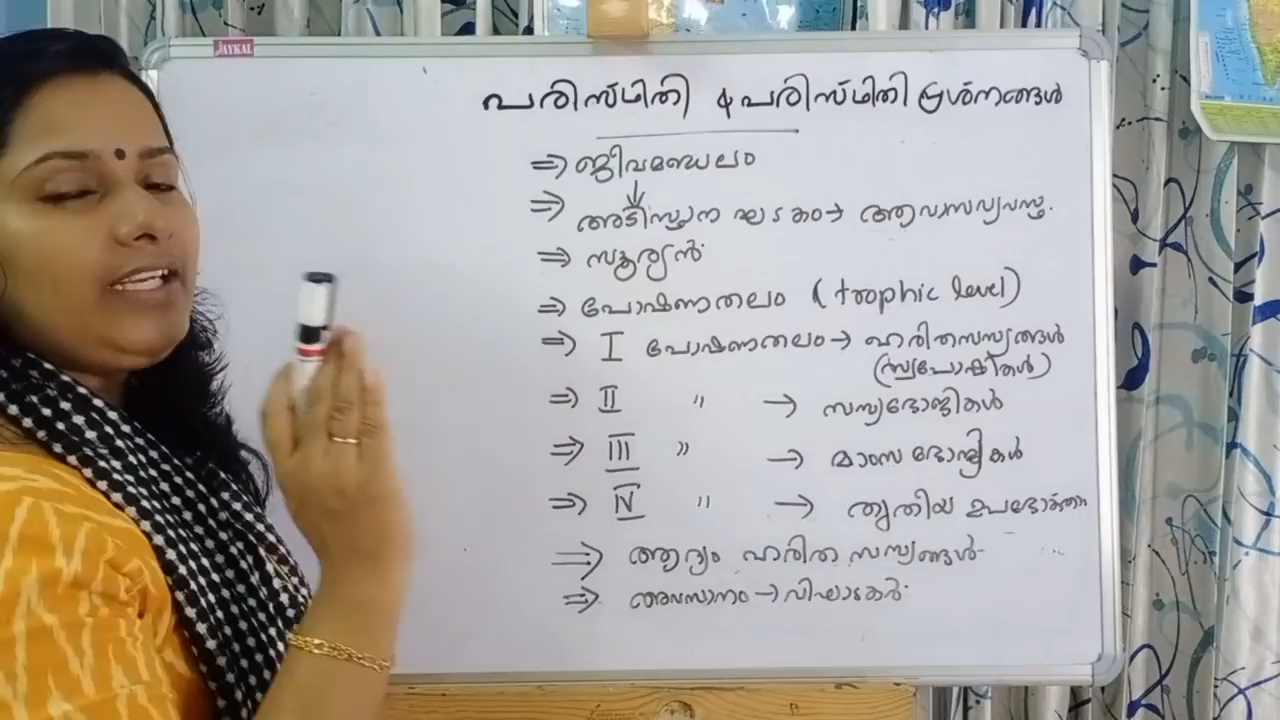 JAYKAL
പരിസ്ഥിതി & പരിസ്ഥിതി പ്രശ്നങ്ങൾ
⇒ ജീവമണ്ഡലം
↓
⇒ അടിസ്ഥാന ഘടകം → ആവാസവ്യവസ്ഥ.
⇒ സൂര്യൻ
⇒ പോഷണതലം (trophic level)
⇒ I പോഷണതലം → ഹരിതസസ്യങ്ങൾ
(സ്വപോഷികൾ)
⇒ II " → സസ്യഭോജികൾ
⇒ III " → മാംസഭോജികൾ
⇒ IV " → തൃതീയ ഉപഭോക്താ
⇒ ആദ്യം ഹരിത സസ്യങ്ങൾ
⇒ അവസാനം → വിഘാടകർ